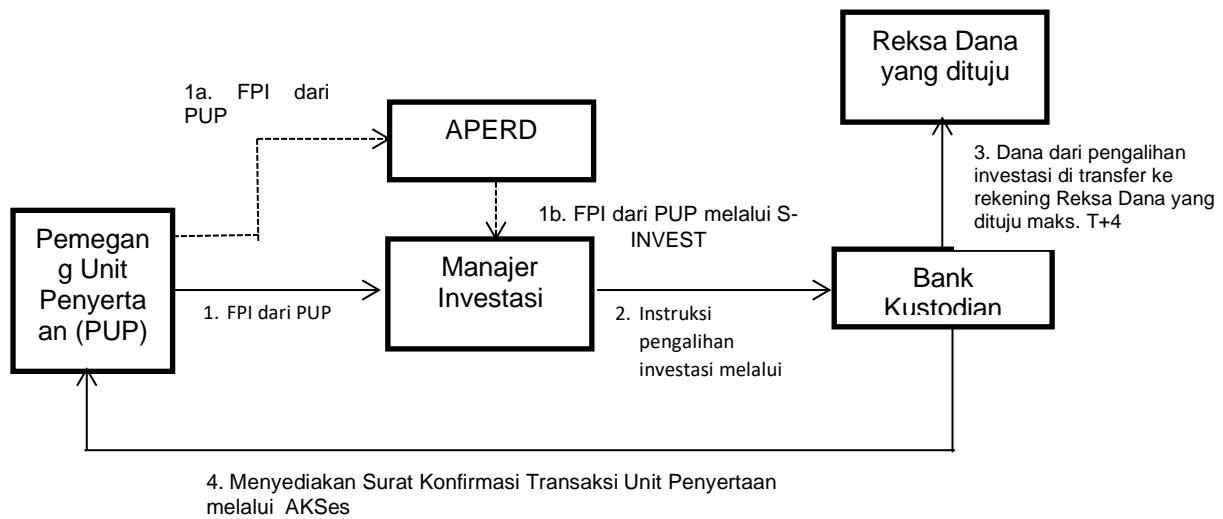 Reksa Dana
yang dituju
1a. FPI dari
PUP
APERD
3. Dana dari pengalihan
investasi di transfer ke
rekening Reksa Dana yang
dituju maks. T+4
1b. FPI dari PUP melalui S-
INVEST
Pemegan
g Unit
Penyerta
an (PUP)
Manajer
Investasi
Bank
Kustodian
1. FPI dari PUP
2. Instruksi
pengalihan
investasi melalui
4. Menyediakan Surat Konfirmasi Transaksi Unit Penyertaan
melalui AKSes